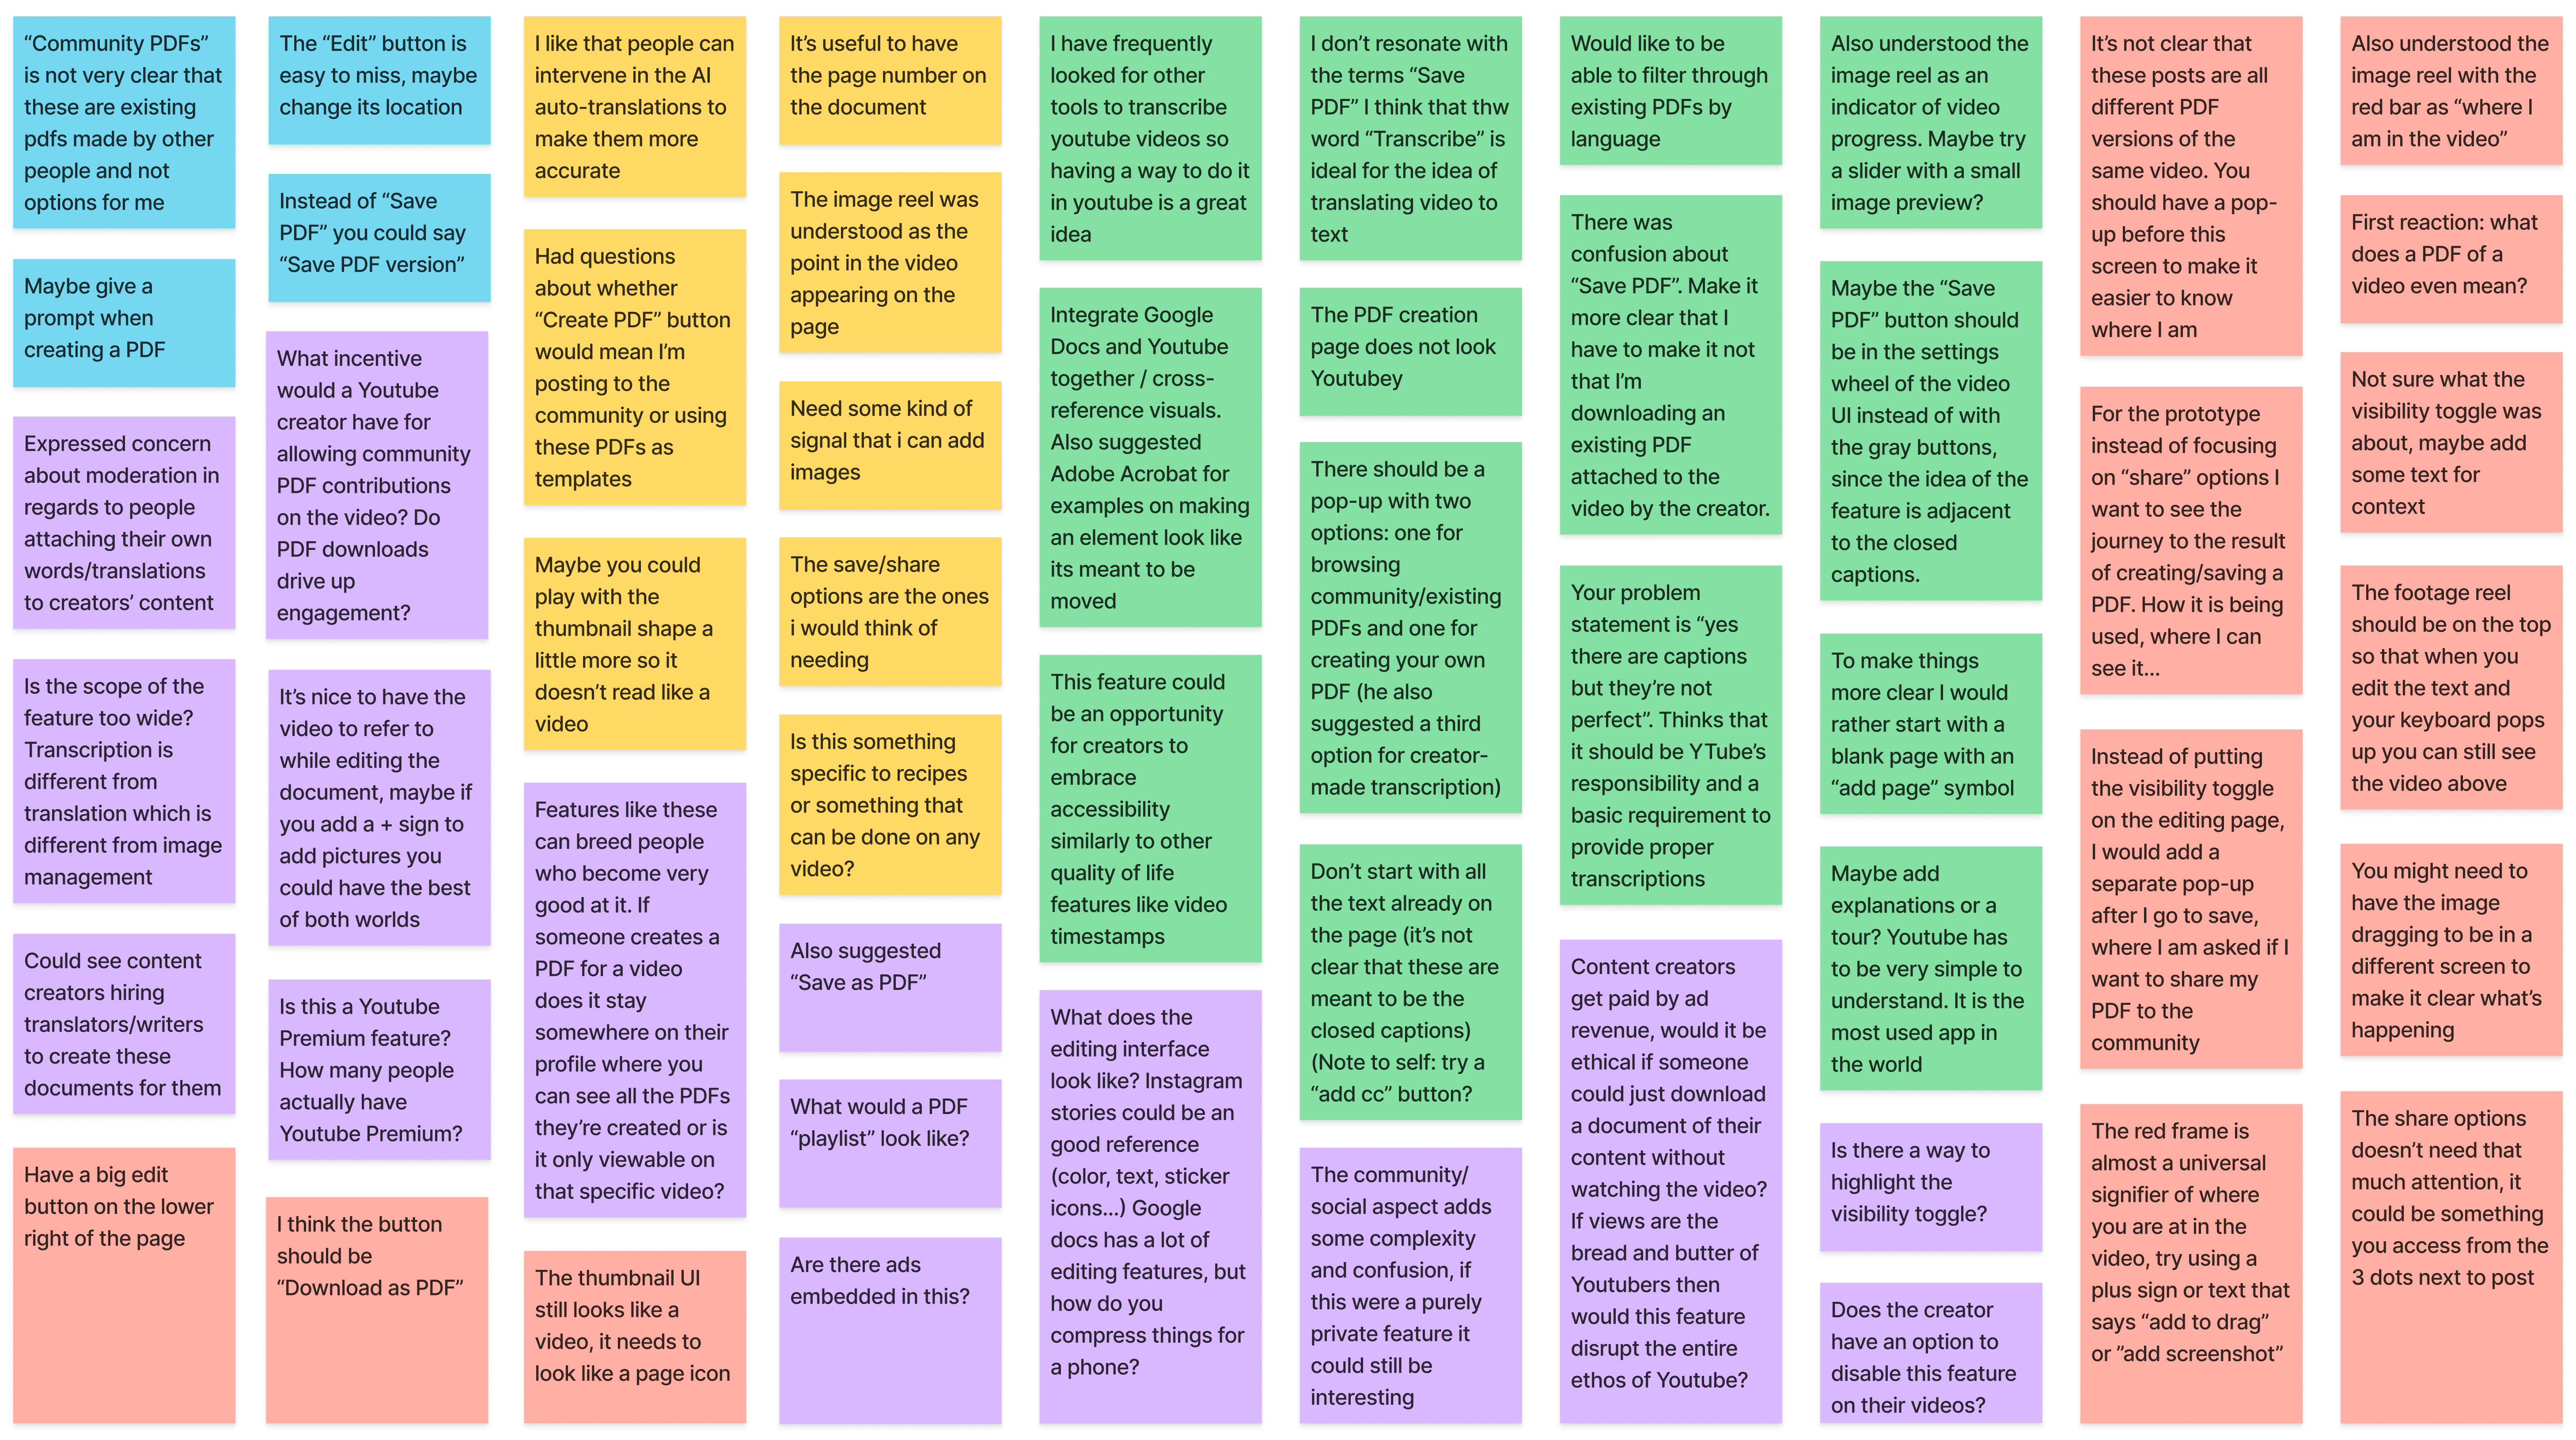 “Community PDFs”
is not very clear that
these are existing
pdfs made by other
people and not
options for me
Maybe give a
prompt when
creating a PDF
Expressed concern
about moderation in
regards to people
attaching their own
words/translations
to creators’ content
Is the scope of the
feature too wide?
Transcription is
different from
translation which is
different from image
management
Could see content
creators hiring
translators/writers
to create these
documents for them
Have a big edit
button on the lower
right of the page
The “Edit” button is
easy to miss, maybe
change its location
Instead of “Save
PDF” you could say
“Save PDF version”
What incentive
would a Youtube
creator have for
allowing community
PDF contributions
on the video? Do
PDF downloads
drive up
engagement?
It’s nice to have the
video to refer to
while editing the
document, maybe if
you add a + sign to
add pictures you
could have the best
of both worlds
Is this a Youtube
Premium feature?
How many people
actually have
Youtube Premium?
I think the button
should be
“Download as PDF”
I like that people can
intervene in the AI
auto-translations to
make them more
accurate
Had questions
about whether
“Create PDF” button
would mean I’m
posting to the
community or using
these PDFs as
templates
Maybe you could
play with the
thumbnail shape a
little more so it
doesn’t read like a
video
Features like these
can breed people
who become very
good at it. If
someone creates a
PDF for a video
does it stay
somewhere on their
profile where you
can see all the PDFs
they’re created or is
it only viewable on
that specific video?
The thumbnail UI
still looks like a
video, it needs to
look like a page icon
It’s useful to have
the page number on
the document
The image reel was
understood as the
point in the video
appearing on the
page
Need some kind of
signal that i can add
images
The save/share
options are the ones
i would think of
needing
Is this something
specific to recipes
or something that
can be done on any
video?
Also suggested
“Save as PDF”
What would a PDF
“playlist” look like?
Are there ads
embedded in this?
I have frequently
looked for other
tools to transcribe
youtube videos so
having a way to do it
in youtube is a great
idea
Integrate Google
Docs and Youtube
together / cross-
reference visuals.
Also suggested
Adobe Acrobat for
examples on making
an element look like
its meant to be
moved
This feature could
be an opportunity
for creators to
embrace
accessibility
similarly to other
quality of life
features like video
timestamps
What does the
editing interface
look like? Instagram
stories could be an
good reference
(color, text, sticker
icons...) Google
docs has a lot of
editing features, but
how do you
compress things for
a phone?
I don’t resonate with
the terms “Save
PDF” I think that thw
word “Transcribe” is
ideal for the idea of
translating video to
text
The PDF creation
page does not look
Youtubey
There should be a
pop-up with two
options: one for
browsing
community/existing
PDFs and one for
creating your own
PDF (he also
suggested a third
option for creator-
made transcription)
Don’t start with all
the text already on
the page (it’s not
clear that these are
meant to be the
closed captions)
(Note to self: try a
“add cc” button?
The community/
social aspect adds
some complexity
and confusion, if
this were a purely
private feature it
could still be
interesting
Would like to be
able to filter through
existing PDFs by
language
There was
confusion about
“Save PDF”. Make it
more clear that I
have to make it not
that I’m
downloading an
existing PDF
attached to the
video by the creator.
Your problem
statement is “yes
there are captions
but they’re not
perfect”. Thinks that
it should be YTube’s
responsibility and a
basic requirement to
provide proper
transcriptions
Content creators
get paid by ad
revenue, would it be
ethical if someone
could just download
a document of their
content without
watching the video?
If views are the
bread and butter of
Youtubers then
would this feature
disrupt the entire
ethos of Youtube?
Also understood the
image reel as an
indicator of video
progress. Maybe try
a slider with a small
image preview?
Maybe the “Save
PDF” button should
be in the settings
wheel of the video
UI instead of with
the gray buttons,
since the idea of the
feature is adjacent
to the closed
captions.
To make things
more clear I would
rather start with a
blank page with an
“add page” symbol
Maybe add
explanations or a
tour? Youtube has
to be very simple to
understand. It is the
most used app in
the world
Is there a way to
highlight the
visibility toggle?
Does the creator
have an option to
disable this feature
on their videos?
It’s not clear that
these posts are all
different PDF
versions of the
same video. You
should have a pop-
up before this
screen to make it
easier to know
where I am
For the prototype
instead of focusing
on “share” options I
want to see the
journey to the result
of creating/saving a
PDF. How it is being
used, where I can
see it...
Instead of putting
the visibility toggle
on the editing page,
I would add a
separate pop-up
after I go to save,
where I am asked if I
want to share my
PDF to the
community
The red frame is
almost a universal
signifier of where
you are at in the
video, try using a
plus sign or text that
says “add to drag”
or ”add screenshot”
Also understood the
image reel with the
red bar as “where I
am in the video”
First reaction: what
does a PDF of a
video even mean?
Not sure what the
visibility toggle was
about, maybe add
some text for
context
The footage reel
should be on the top
so that when you
edit the text and
your keyboard pops
up you can still see
the video above
You might need to
have the image
dragging to be in a
different screen to
make it clear what’s
happening
The share options
doesn’t need that
much attention, it
could be something
you access from the
3 dots next to post